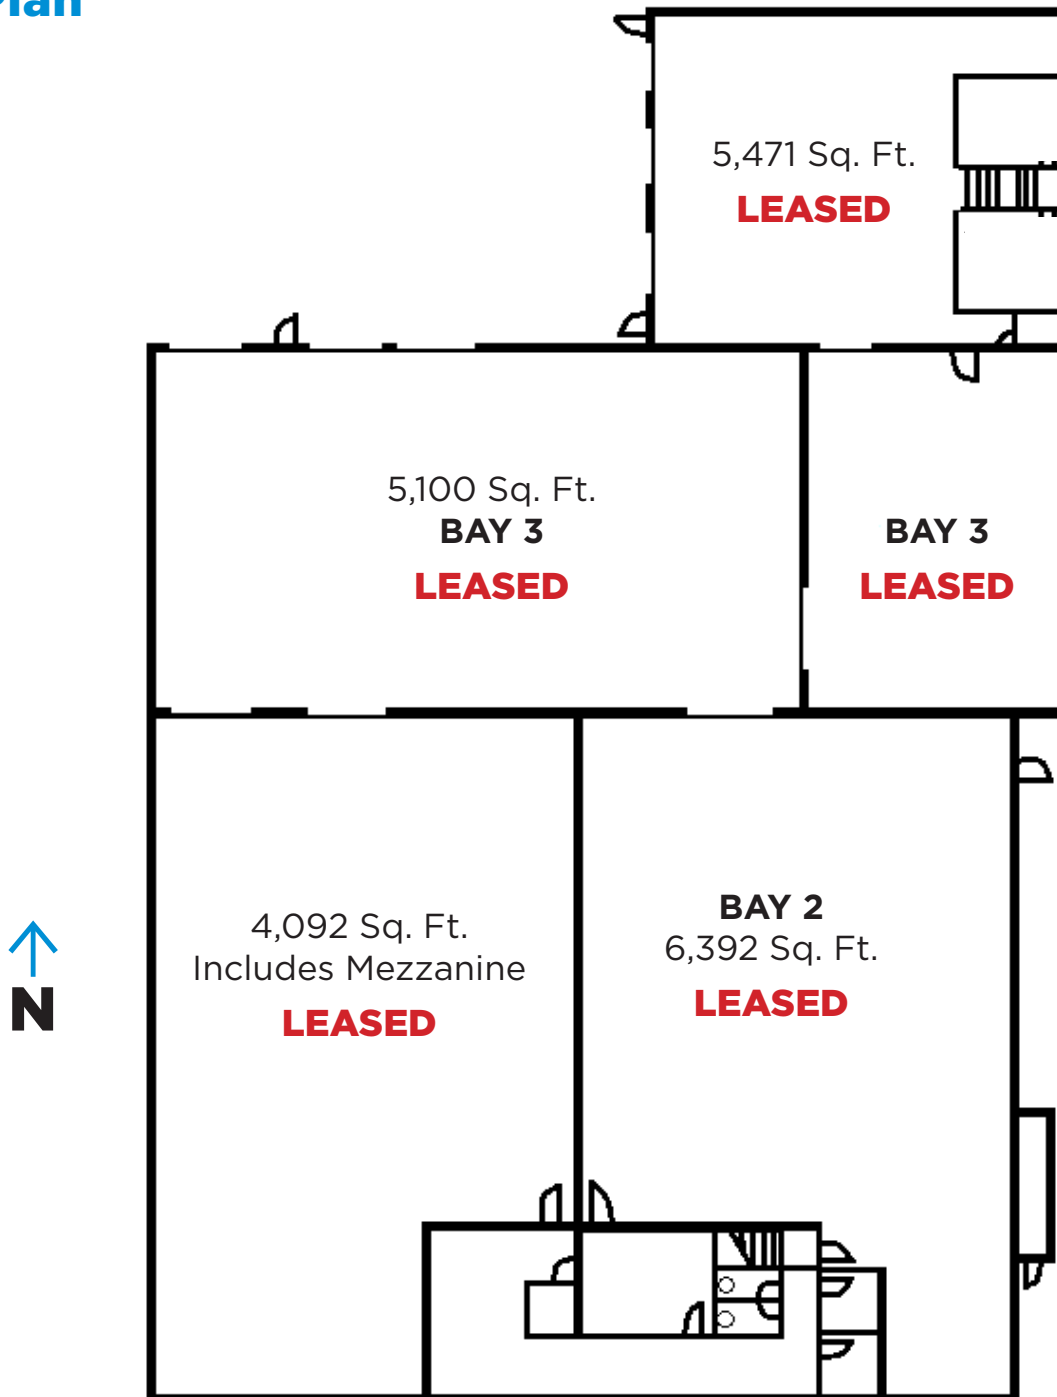 Plan
5,471 Sq. Ft.
LEASED
5,100 Sq. Ft.
BAY 3
LEASED
BAY 3
LEASED
4,092 Sq. Ft.
Includes Mezzanine
LEASED
BAY 2
6,392 Sq. Ft.
LEASED
N